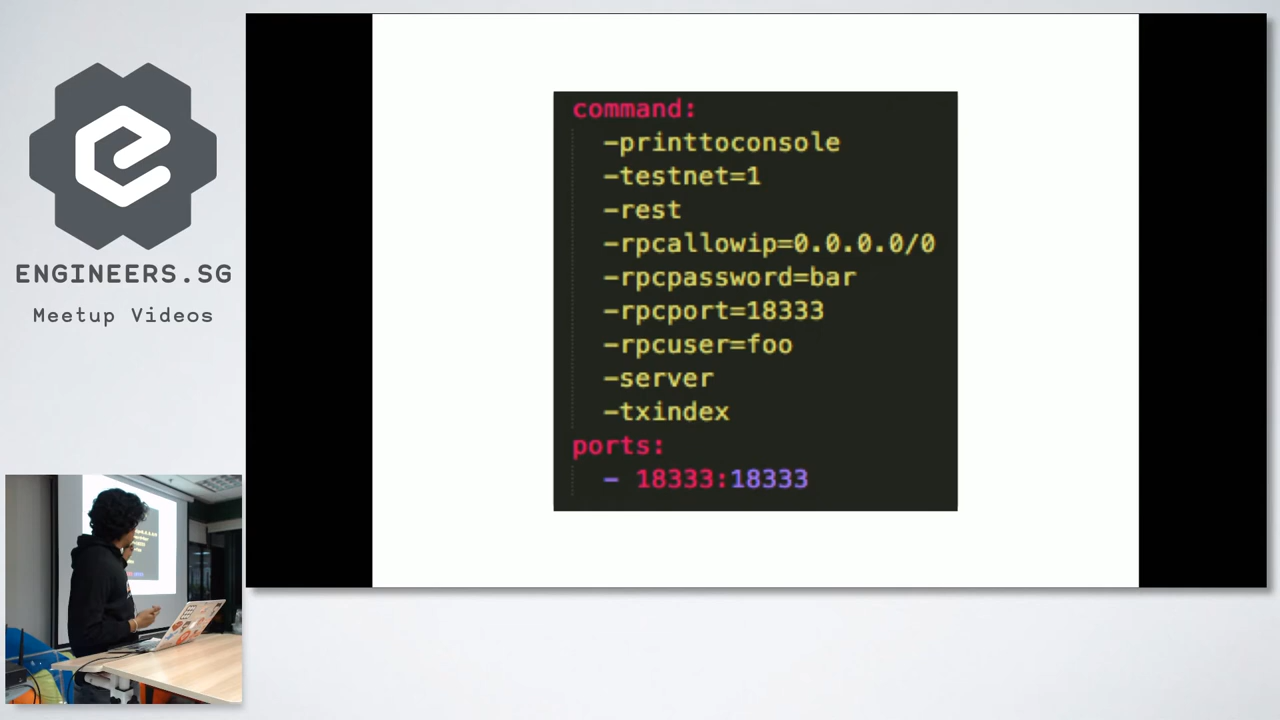 ENGINEERS.SG
Meetup Videos
command:
-printtoconsole
-testnet=1
-rest
-rpcallowip=0.0.0.0/0
-rpcpassword=bar
-rpcport=18333
-rpcuser=foo
-server
-txindex
ports:
- 18333:18333